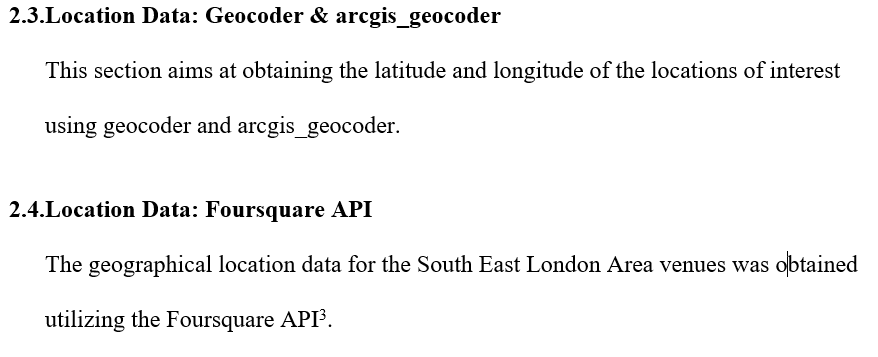 2.3.Location Data: Geocoder & arcgis_geocoder
This section aims at obtaining the latitude and longitude of the locations of interest
using geocoder and arcgis_geocoder.
2.4.Location Data: Foursquare API
The geographical location data for the South East London Area venues was obtained
utilizing the Foursquare API³.